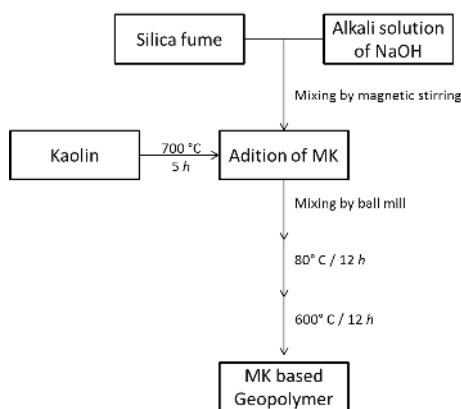 Silica fume
Alkali solution
of NaOH
Mixing by magnetic stirring
Kaolin
700 °C
5 h
Adition of MK
Mixing by ball mill
80° C / 12 h
600° C / 12 h
MK based
Geopolymer